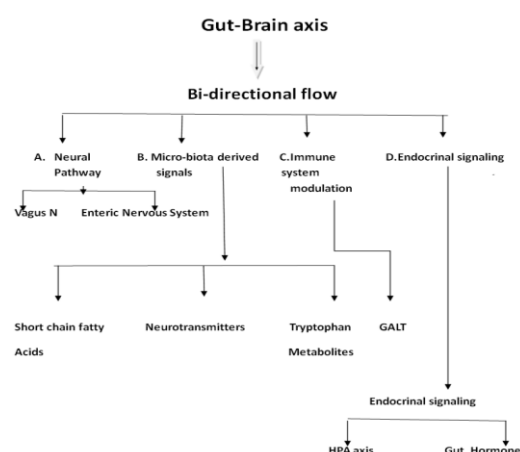 Gut-Brain axis
Bi-directional flow
A. Neural
Pathway
B. Micro-biota derived
signals
C.Immune
system
modulation
D.Endocrinal signaling
Vagus N
Enteric Nervous System
Short chain fatty
Acids
Neurotransmitters
Tryptophan
Metabolites
GALT
Endocrinal signaling
HPA axis
Gut Hormone